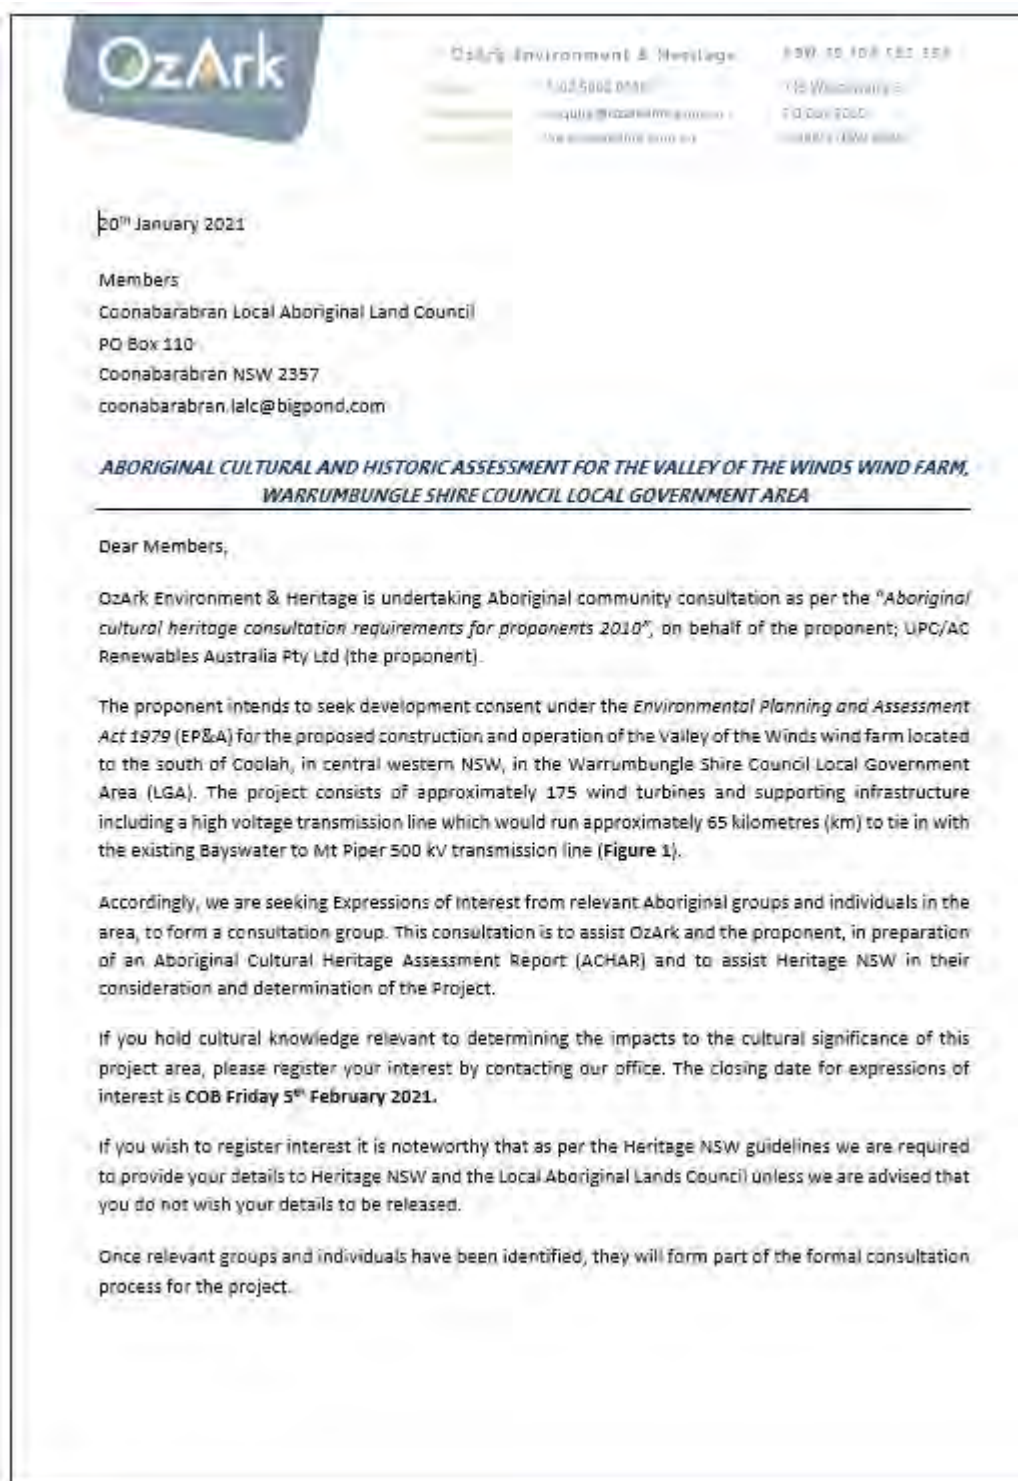 OzArk
OzArk Environment & Heritage
20th January 2021
Members
Coonabarabran Local Aboriginal Land Council
PO Box 110
Coonabarabran NSW 2357
coonabarabran.lalc@bigpond.com
ABORIGINAL CULTURAL AND HISTORIC ASSESSMENT FOR THE VALLEY OF THE WINDS WIND FARM,
WARRUMBUNGLE SHIRE COUNCIL LOCAL GOVERNMENT AREA
Dear Members,
OzArk Environment & Heritage is undertaking Aboriginal community consultation as per the "Aboriginal
cultural heritage consultation requirements for proponents 2010", on behalf of the proponent; UPC/AC
Renewables Australia Pty Ltd (the proponent).
The proponent intends to seek development consent under the Environmental Planning and Assessment
Act 1979 (EP&A) for the proposed construction and operation of the Valley of the Winds wind farm located
to the south of Coolah, in central western NSW, in the Warrumbungle Shire Council Local Government
Area (LGA). The project consists of approximately 175 wind turbines and supporting infrastructure
including a high voltage transmission line which would run approximately 65 kilometres (km) to tie in with
the existing Bayswater to Mt Piper 500 kV transmission line (Figure 1).
Accordingly, we are seeking Expressions of Interest from relevant Aboriginal groups and individuals in the
area, to form a consultation group. This consultation is to assist OzArk and the proponent, in preparation
of an Aboriginal Cultural Heritage Assessment Report (ACHAR) and to assist Heritage NSW in their
consideration and determination of the Project.
If you hold cultural knowledge relevant to determining the impacts to the cultural significance of this
project area, please register your interest by contacting our office. The closing date for expressions of
interest is COB Friday 5th February 2021.
If you wish to register interest it is noteworthy that as per the Heritage NSW guidelines we are required
to provide your details to Heritage NSW and the Local Aboriginal Lands Council unless we are advised that
you do not wish your details to be released.
Once relevant groups and individuals have been identified, they will form part of the formal consultation
process for the project.